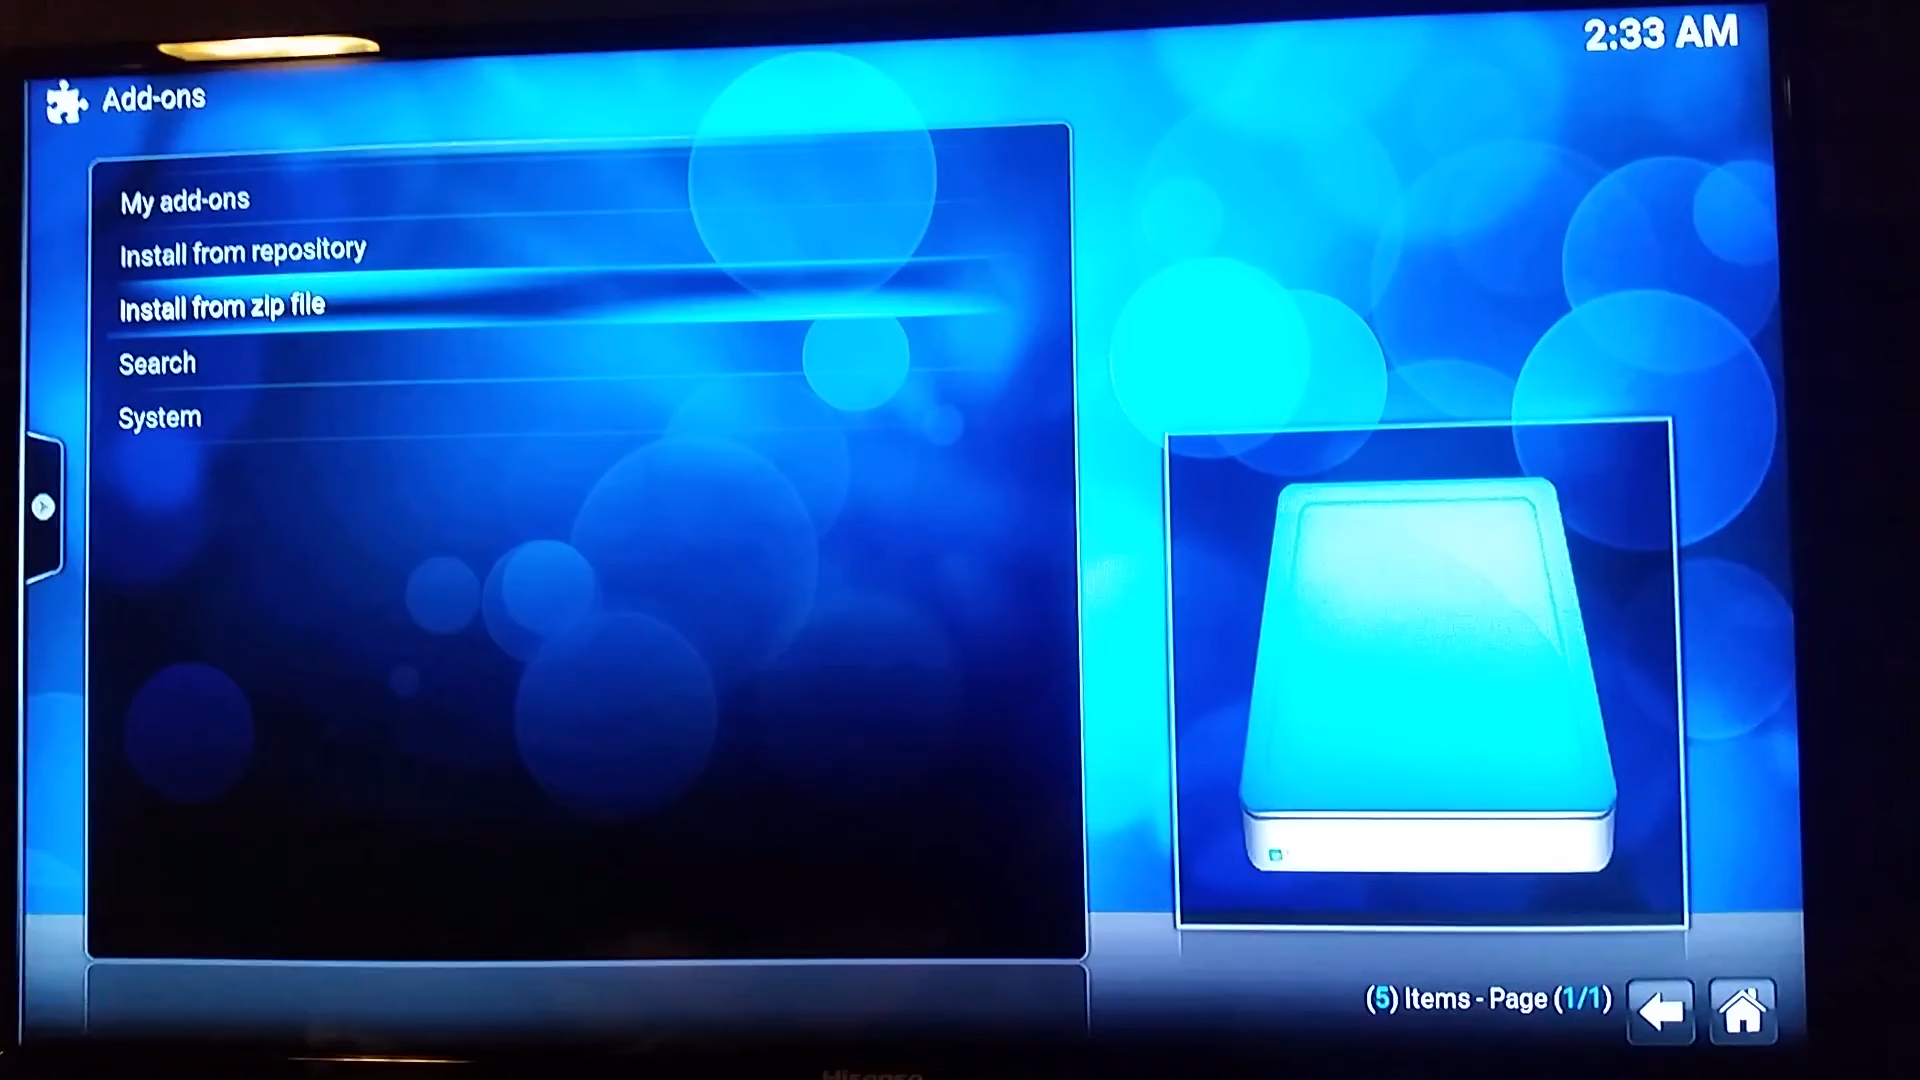 2:33 AM
Add-ons
My add-ons
Install from repository
Install from zip file
Search
System
(5) Items - Page (1/1)
Hisense